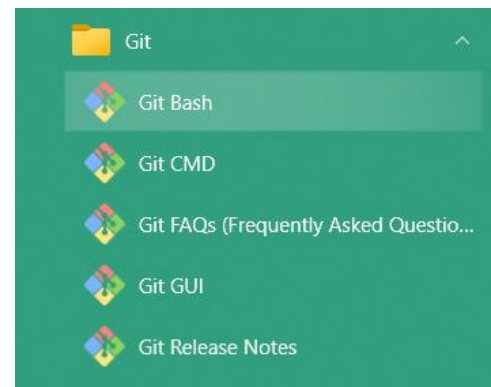 Git
Git Bash
Git CMD
Git FAQs (Frequently Asked Questio...
Git GUI
Git Release Notes